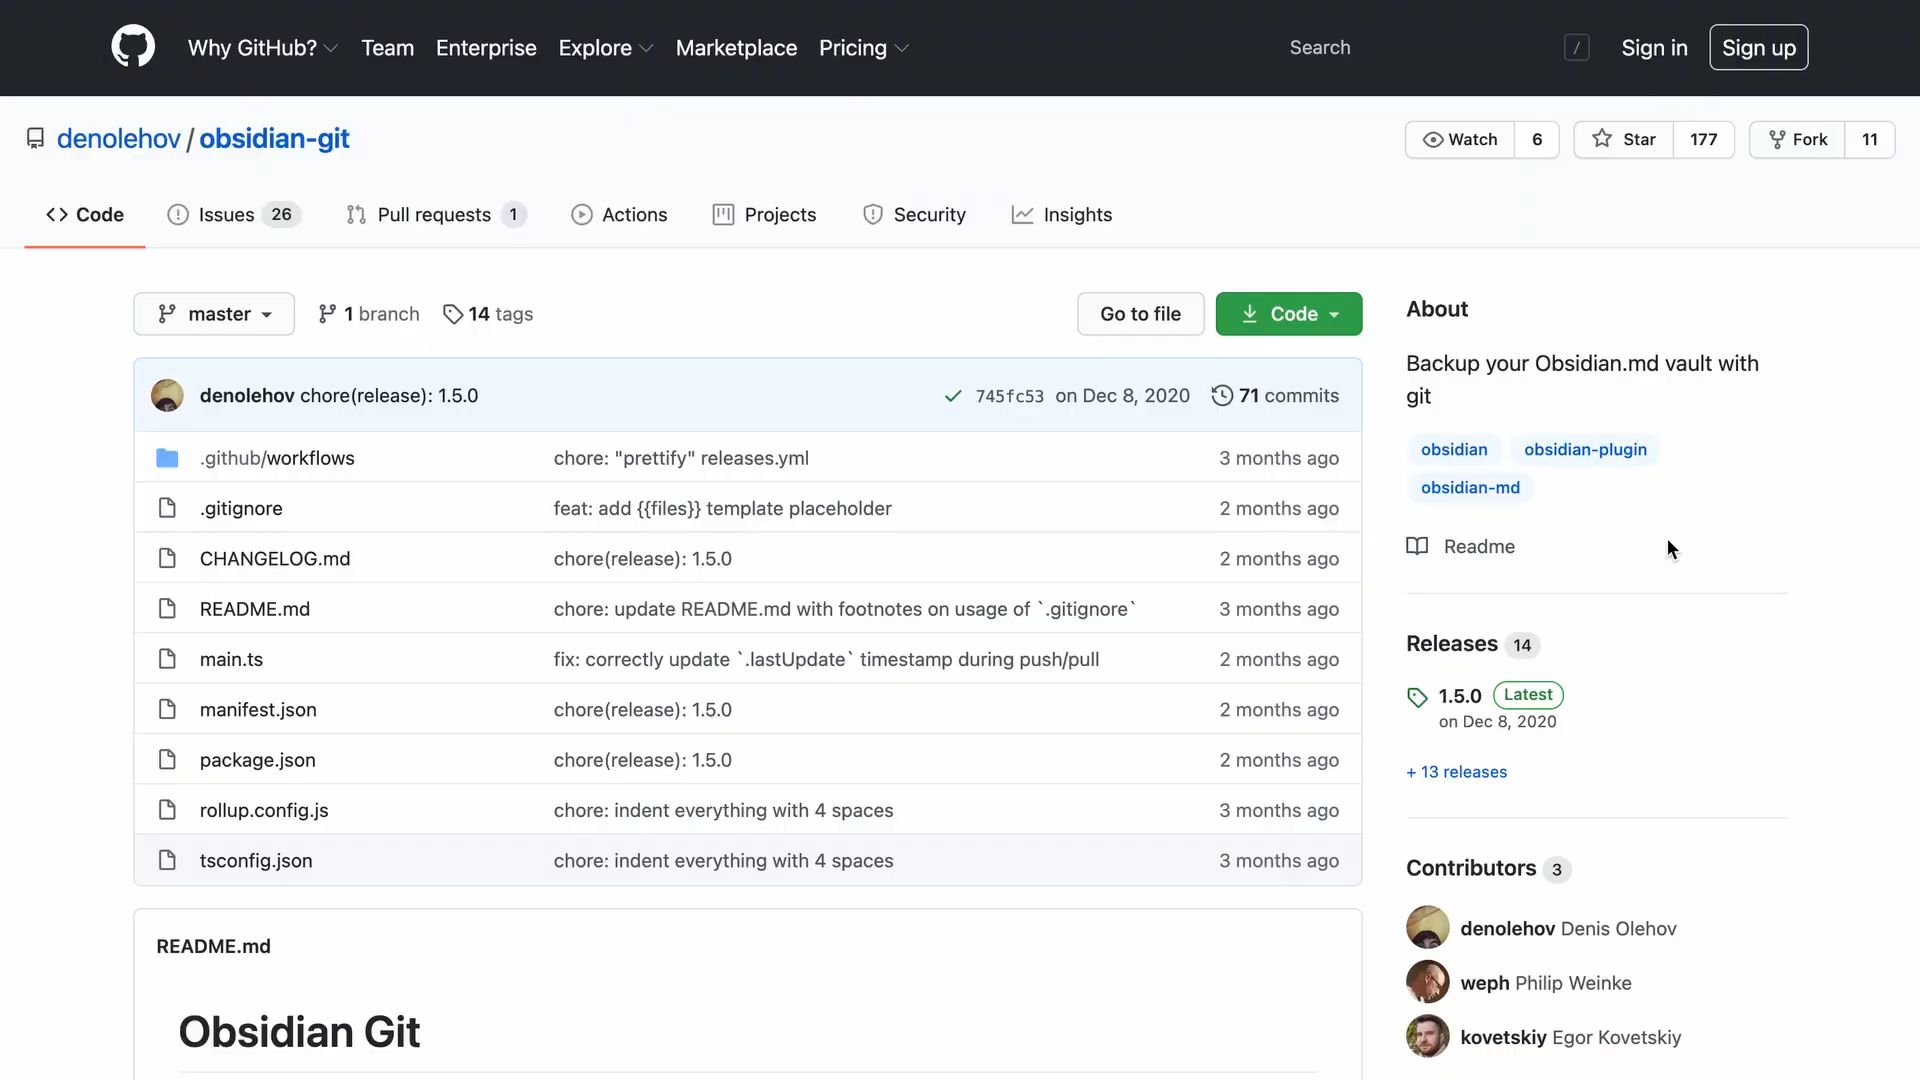 Why GitHub? Team Enterprise Explore Marketplace Pricing Search / Sign in Sign up
denolehov / obsidian-git Watch 6 Star 177 Fork 11
Code Issues 26 Pull requests 1 Actions Projects Security Insights
master 1 branch 14 tags Go to file Code
denolehov chore(release): 1.5.0 745fc53 on Dec 8, 2020 71 commits
.github/workflows chore: "prettify" releases.yml 3 months ago
.gitignore feat: add {{files}} template placeholder 2 months ago
CHANGELOG.md chore(release): 1.5.0 2 months ago
README.md chore: update README.md with footnotes on usage of `.gitignore` 3 months ago
main.ts fix: correctly update `.lastUpdate` timestamp during push/pull 2 months ago
manifest.json chore(release): 1.5.0 2 months ago
package.json chore(release): 1.5.0 2 months ago
rollup.config.js chore: indent everything with 4 spaces 3 months ago
tsconfig.json chore: indent everything with 4 spaces 3 months ago
README.md
Obsidian Git
About
Backup your Obsidian.md vault with
git
obsidian obsidian-plugin
obsidian-md
Readme
Releases 14
1.5.0 Latest
on Dec 8, 2020
+ 13 releases
Contributors 3
denolehov Denis Olehov
weph Philip Weinke
kovetskiy Egor Kovetskiy